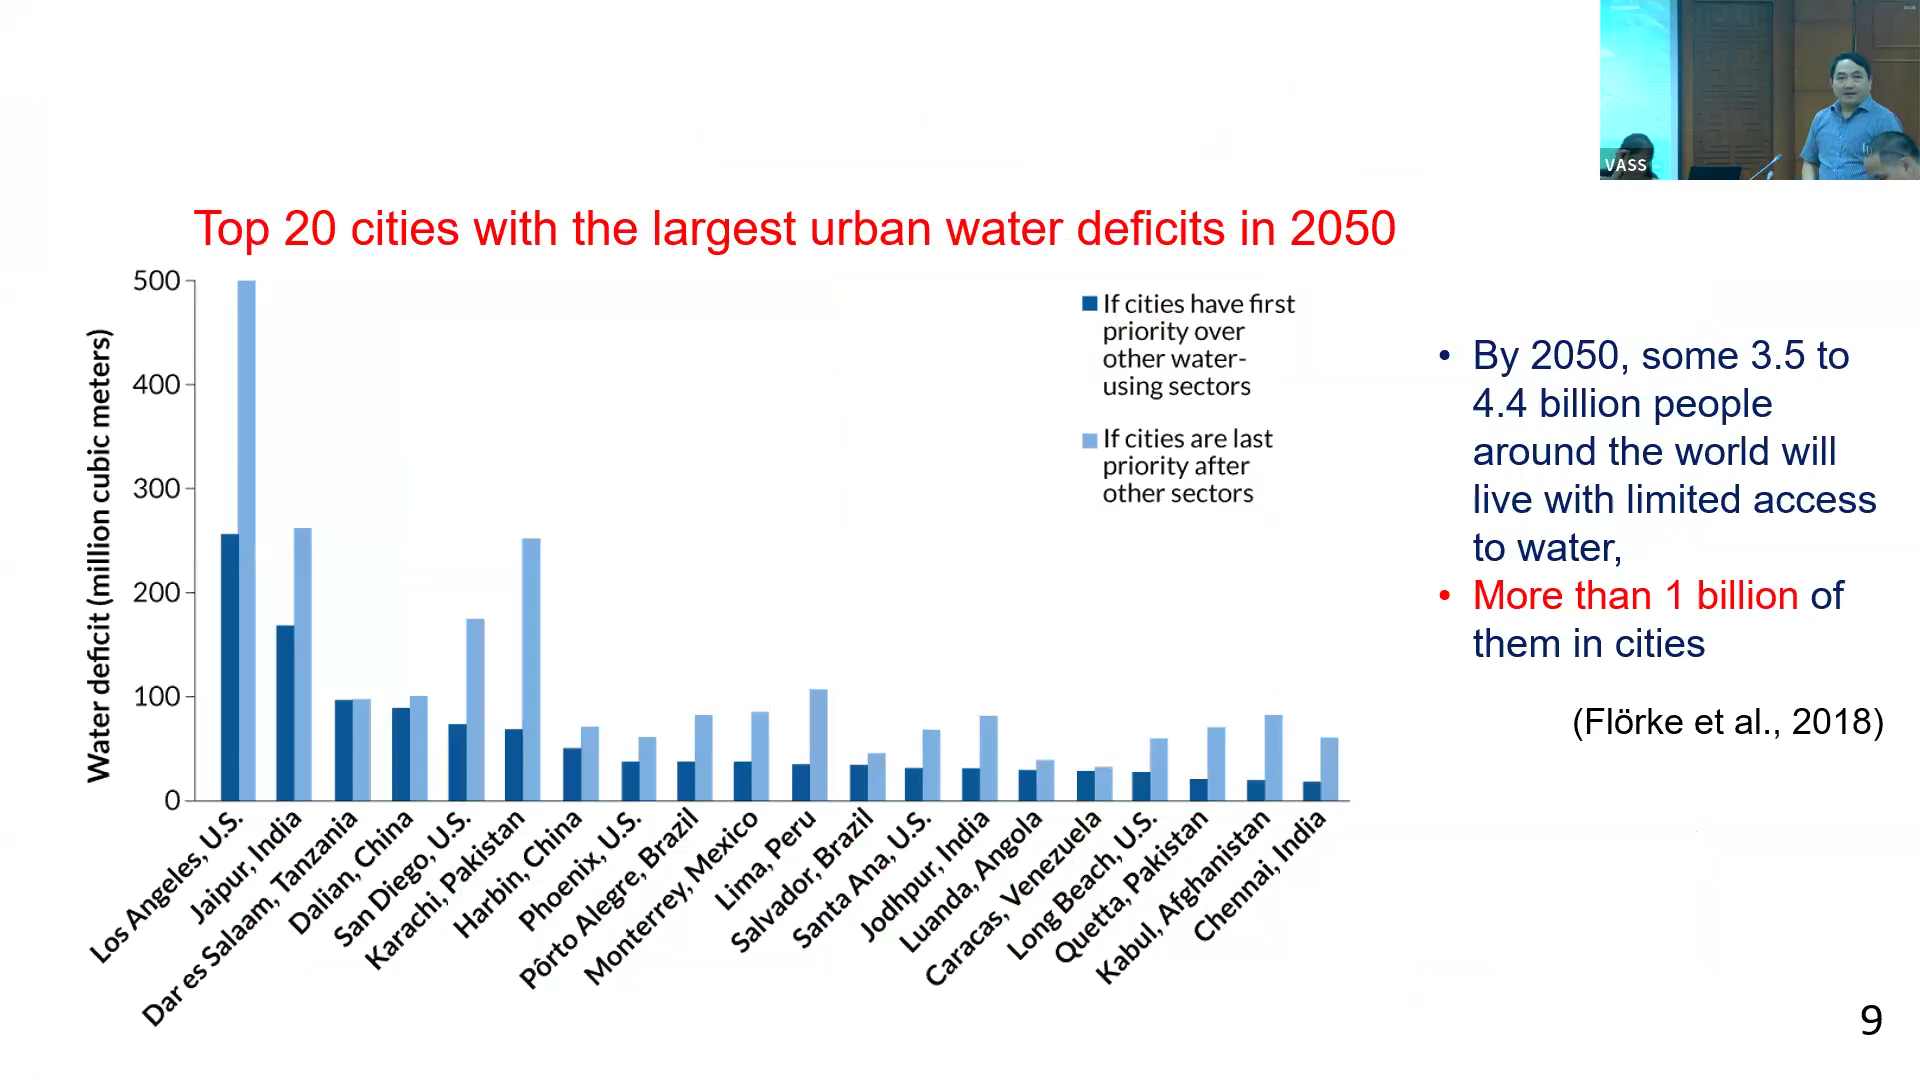 VASS
Top 20 cities with the largest urban water deficits in 2050
Water deficit (million cubic meters)
500
400
300
200
100
0
If cities have first
priority over
other water-
using sectors
If cities are last
priority after
other sectors
Los Angeles, U.S.
Jaipur, India
Dar es Salaam, Tanzania
Dalian, China
San Diego, U.S.
Karachi, Pakistan
Harbin, China
Phoenix, U.S.
Pôrto Alegre, Brazil
Monterrey, Mexico
Lima, Peru
Salvador, Brazil
Santa Ana, U.S.
Jodhpur, India
Luanda, Angola
Caracas, Venezuela
Long Beach, U.S.
Quetta, Pakistan
Kabul, Afghanistan
Chennai, India
• By 2050, some 3.5 to
4.4 billion people
around the world will
live with limited access
to water,
• More than 1 billion of
them in cities
(Flörke et al., 2018)
9